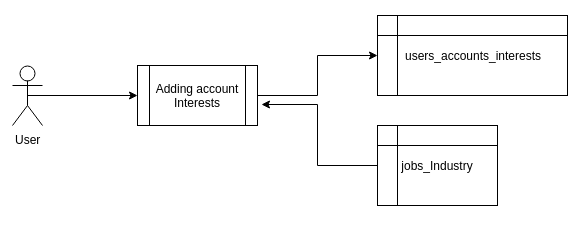 User
Adding account
Interests
users_accounts_interests
jobs_Industry